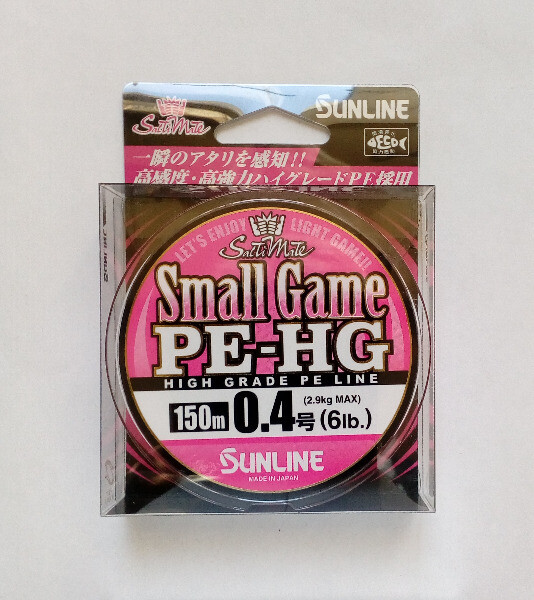 SaltiMate
SUNLINE
ECO
一瞬のアタリを感知!!
高感度・高強力ハイグレードPE採用
LET'S ENJOY LIGHT GAME!!
SaltiMate
Small Game
PE-HG
HIGH GRADE PE LINE
150m 0.4号 (2.9kg MAX) (6lb.)
SUNLINE
MADE IN JAPAN